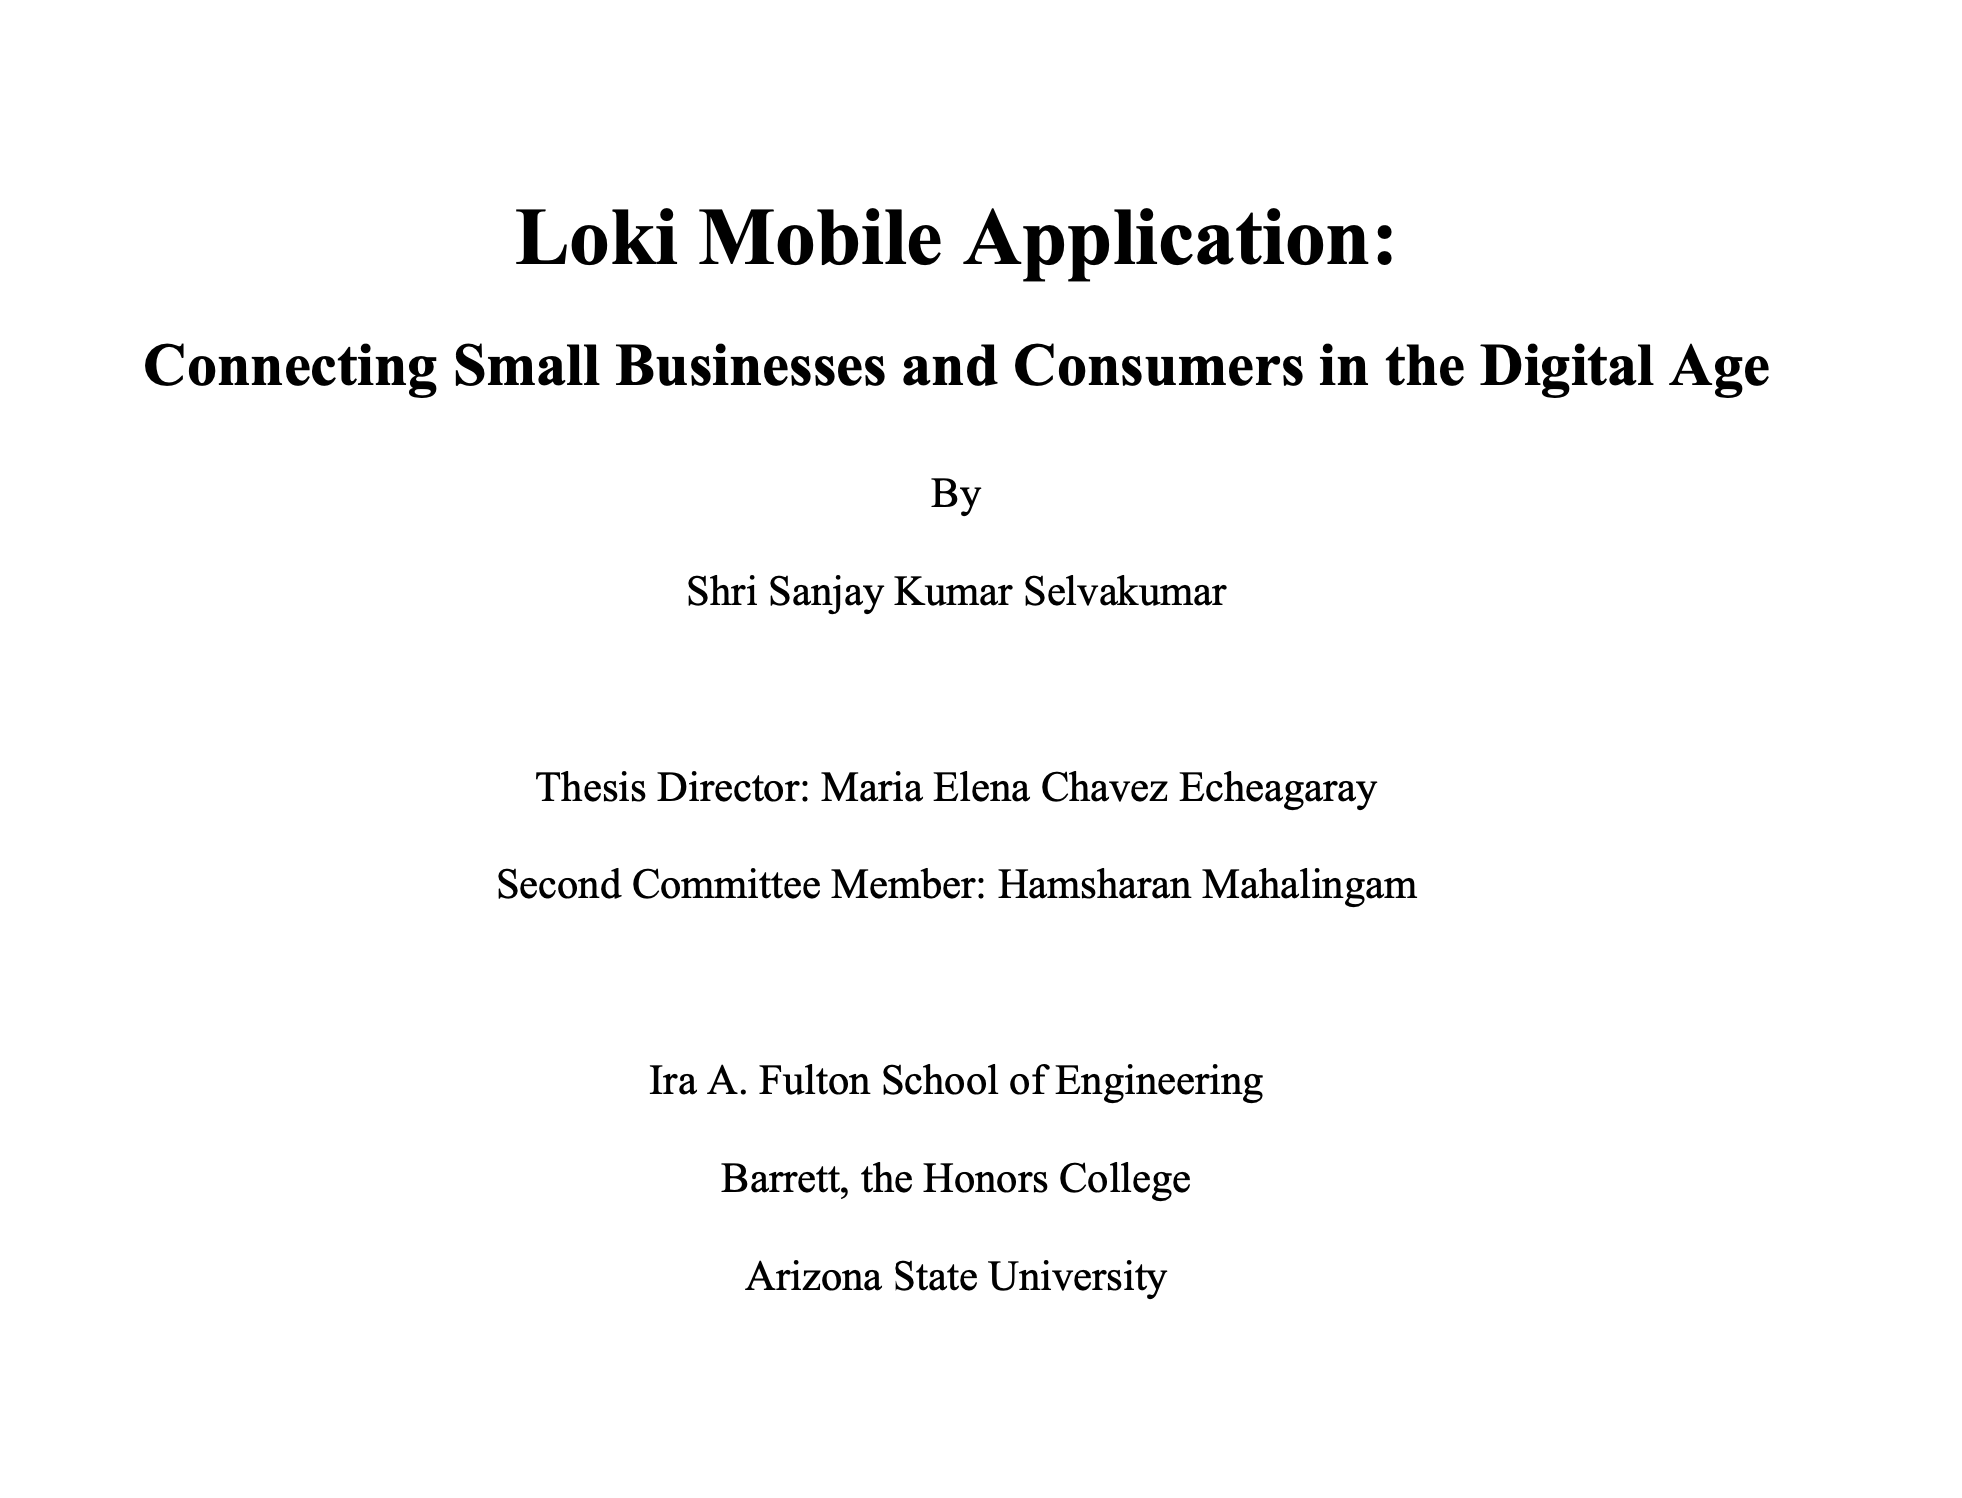 Loki Mobile Application:
Connecting Small Businesses and Consumers in the Digital Age
By
Shri Sanjay Kumar Selvakumar
Thesis Director: Maria Elena Chavez Echeagaray
Second Committee Member: Hamsharan Mahalingam
Ira A. Fulton School of Engineering
Barrett, the Honors College
Arizona State University